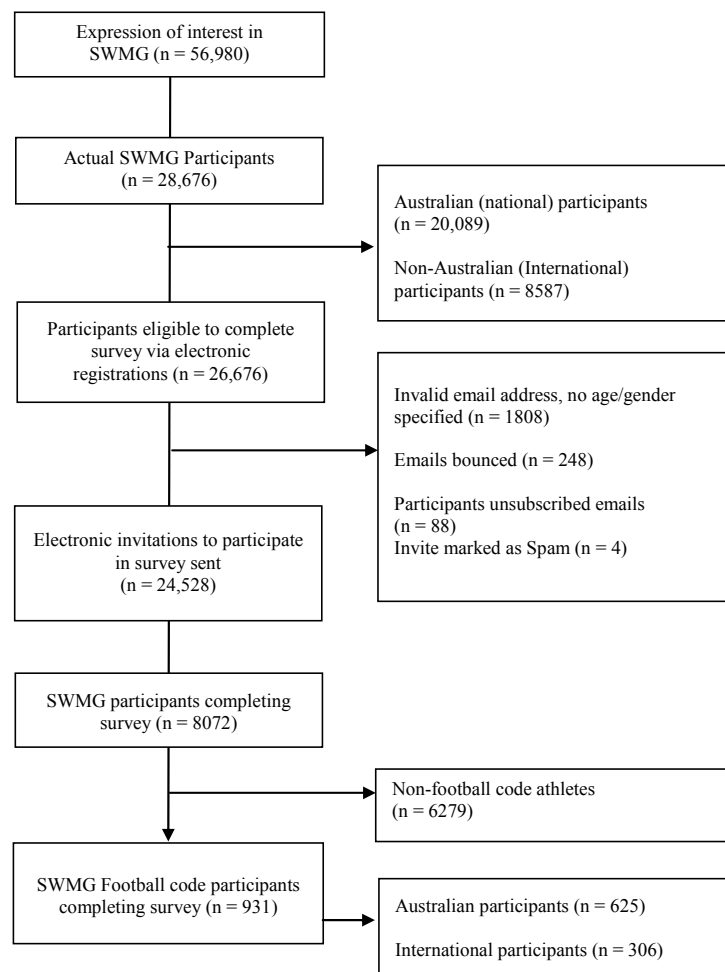 Expression of interest in
SWMG (n = 56,980)
Actual SWMG Participants
(n = 28,676)
Australian (national) participants
(n = 20,089)
Non-Australian (International)
participants (n = 8587)
Participants eligible to complete
survey via electronic
registrations (n = 26,676)
Invalid email address, no age/gender
specified (n = 1808)
Emails bounced (n = 248)
Participants unsubscribed emails
(n = 88)
Invite marked as Spam (n = 4)
Electronic invitations to participate
in survey sent
(n = 24,528)
SWMG participants completing
survey (n = 8072)
Non-football code athletes
(n = 6279)
SWMG Football code participants
completing survey (n = 931)
Australian participants (n = 625)
International participants (n = 306)